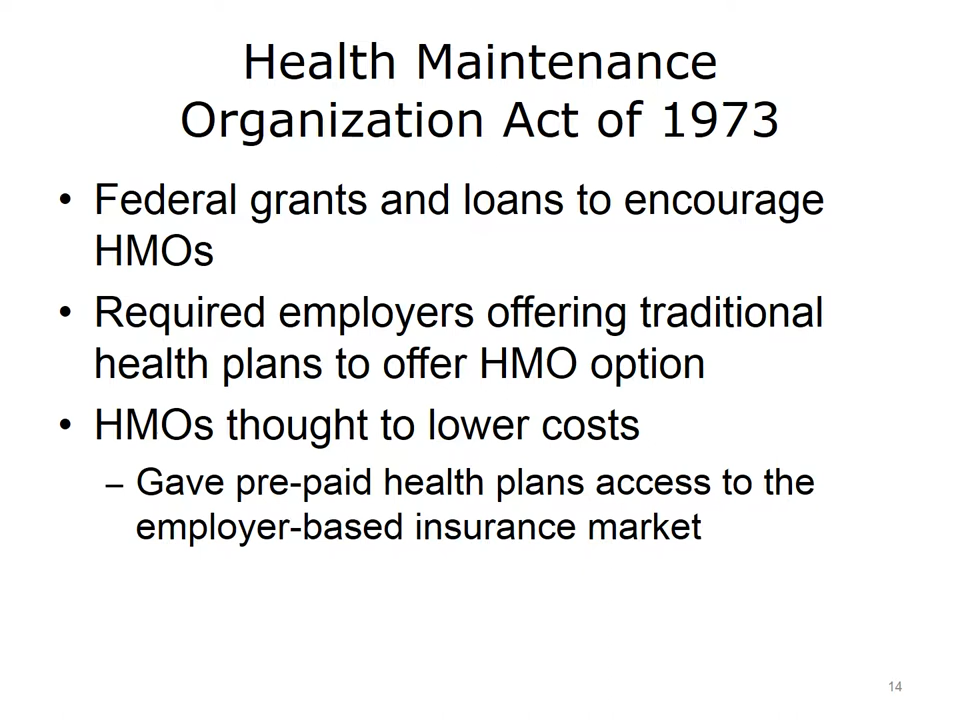 Health Maintenance
Organization Act of 1973
• Federal grants and loans to encourage
HMOs
• Required employers offering traditional
health plans to offer HMO option
• HMOs thought to lower costs
– Gave pre-paid health plans access to the
employer-based insurance market
14